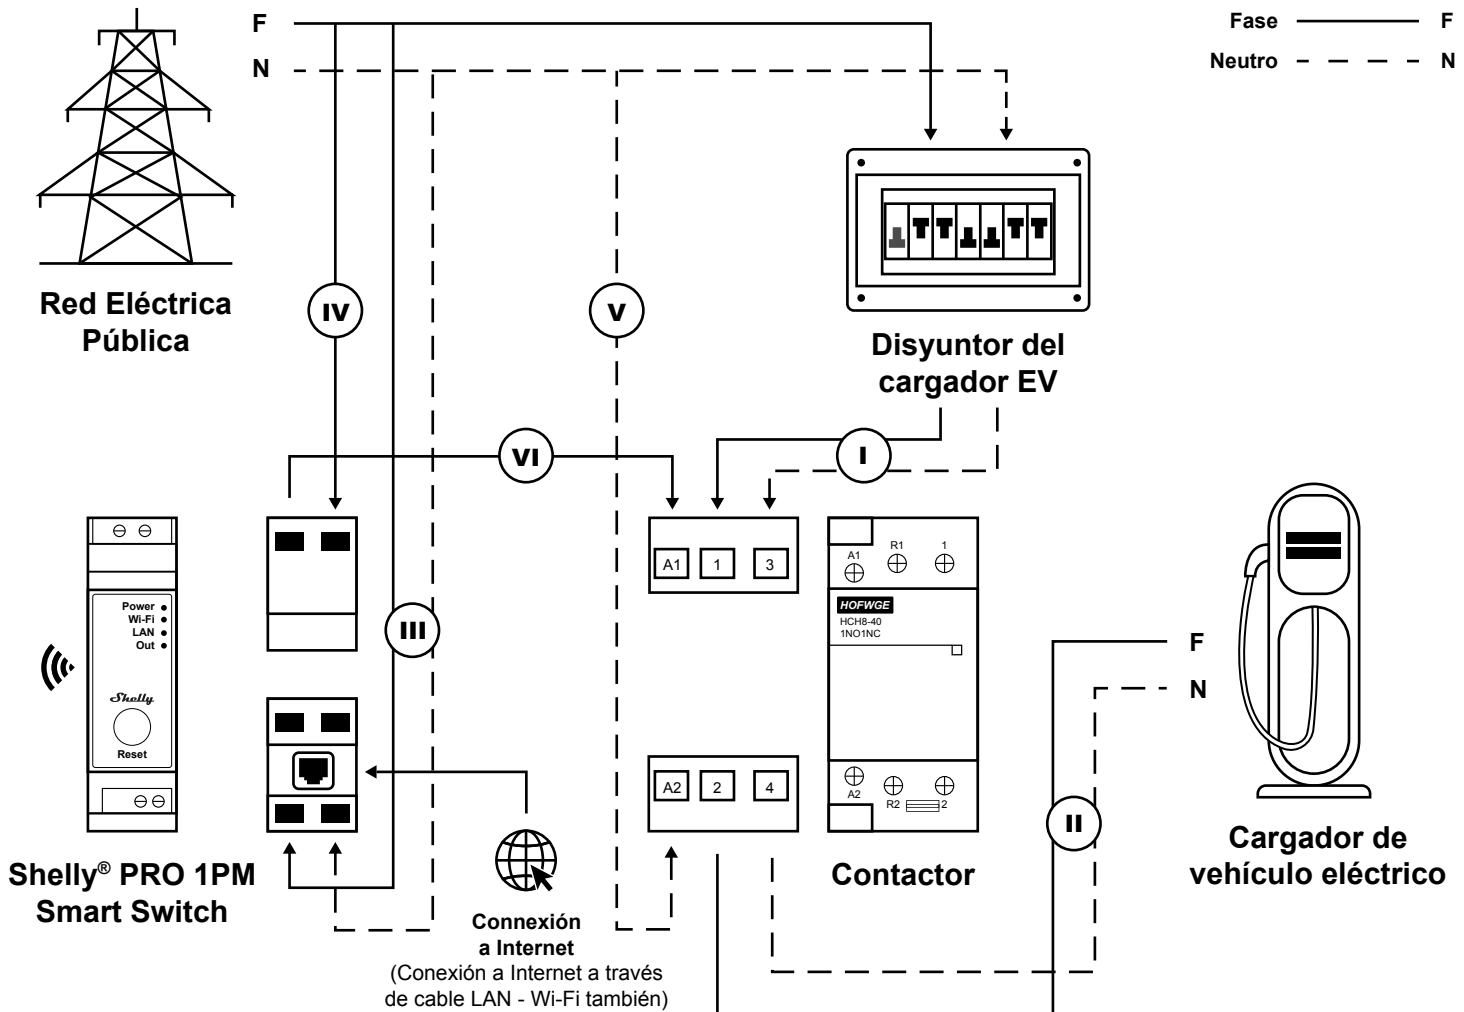 F
N
Fase F
Neutro N
Red Eléctrica
Pública
IV
V
Disyuntor del
cargador EV
VI
I
Power
Wi-Fi
LAN
Out
Shelly
Reset
III
A1 1 3
A1 R1 1
HOFWGE
HCH8-40
1NO1NC
F
N
A2 2 4
A2 R2 2
II
Shelly® PRO 1PM
Smart Switch
Connexión
a Internet
(Conexión a Internet a través
de cable LAN - Wi-Fi también)
Contactor
Cargador de
vehículo eléctrico